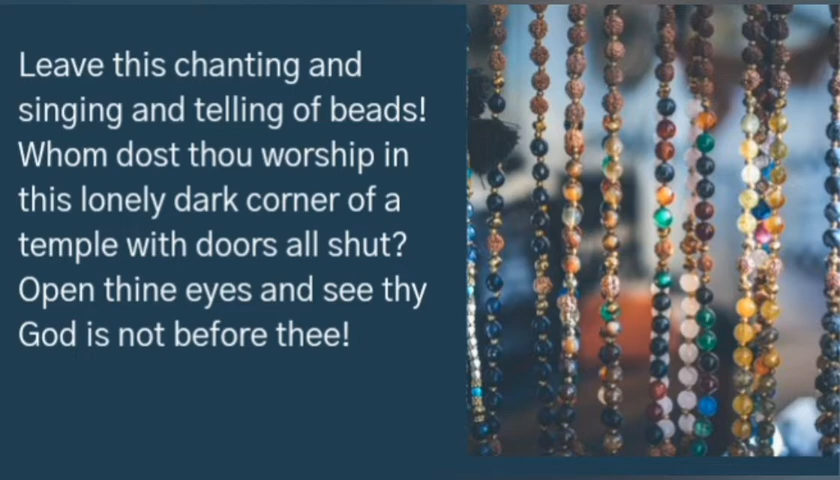 Leave this chanting and
singing and telling of beads!
Whom dost thou worship in
this lonely dark corner of a
temple with doors all shut?
Open thine eyes and see thy
God is not before thee!